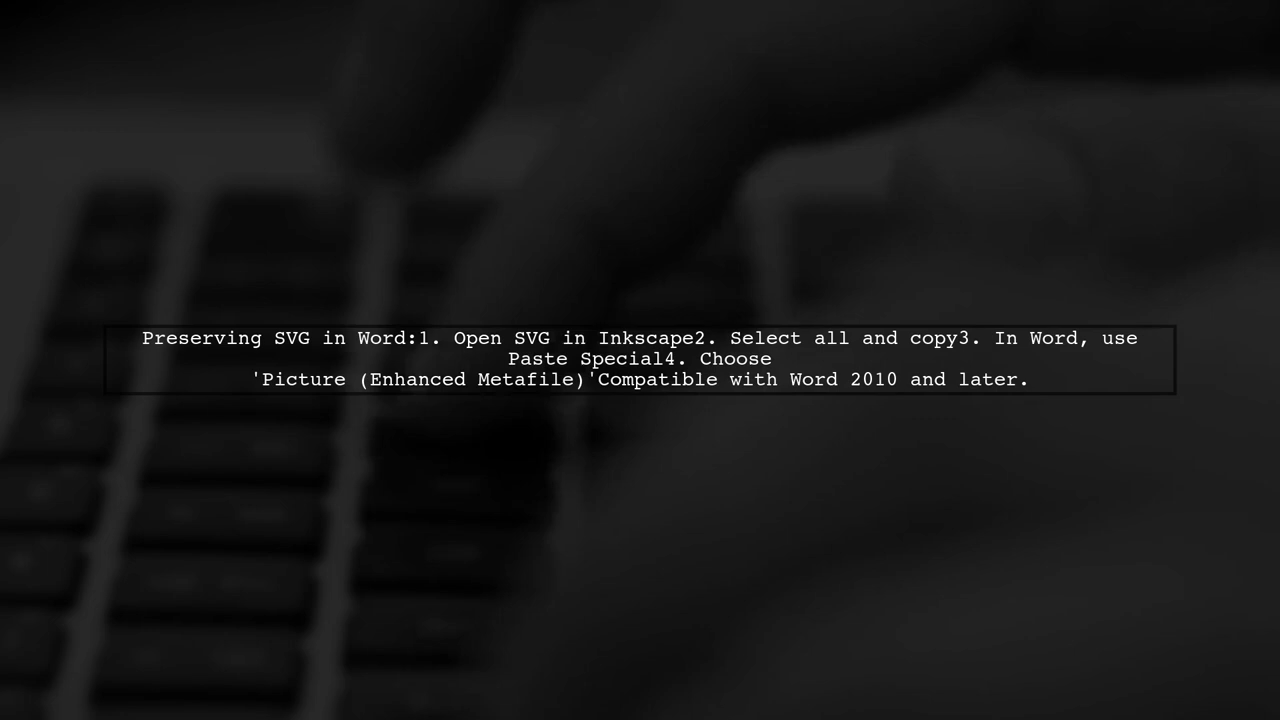 Preserving SVG in Word:1. Open SVG in Inkscape2. Select all and copy3. In Word, use
Paste Special4. Choose
'Picture (Enhanced Metafile)'Compatible with Word 2010 and later.